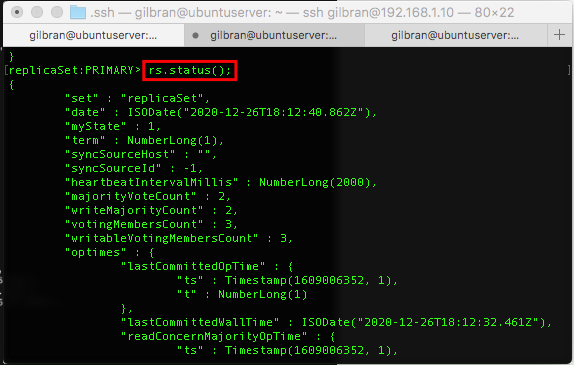 .ssh — gilbran@ubuntuserver: ~ — ssh gilbran@192.168.1.10 — 80×22
gilbran@ubuntuserver:... gilbran@ubuntuserver:... gilbran@ubuntuserver:... +
}
[replicaSet:PRIMARY> rs.status(); ]
{
"set" : "replicaSet",
"date" : ISODate("2020-12-26T18:12:40.862Z"),
"myState" : 1,
"term" : NumberLong(1),
"syncSourceHost" : "",
"syncSourceId" : -1,
"heartbeatIntervalMillis" : NumberLong(2000),
"majorityVoteCount" : 2,
"writeMajorityCount" : 2,
"votingMembersCount" : 3,
"writableVotingMembersCount" : 3,
"optimes" : {
"lastCommittedOpTime" : {
"ts" : Timestamp(1609006352, 1),
"t" : NumberLong(1)
},
"lastCommittedWallTime" : ISODate("2020-12-26T18:12:32.461Z"),
"readConcernMajorityOpTime" : {
"ts" : Timestamp(1609006352, 1),